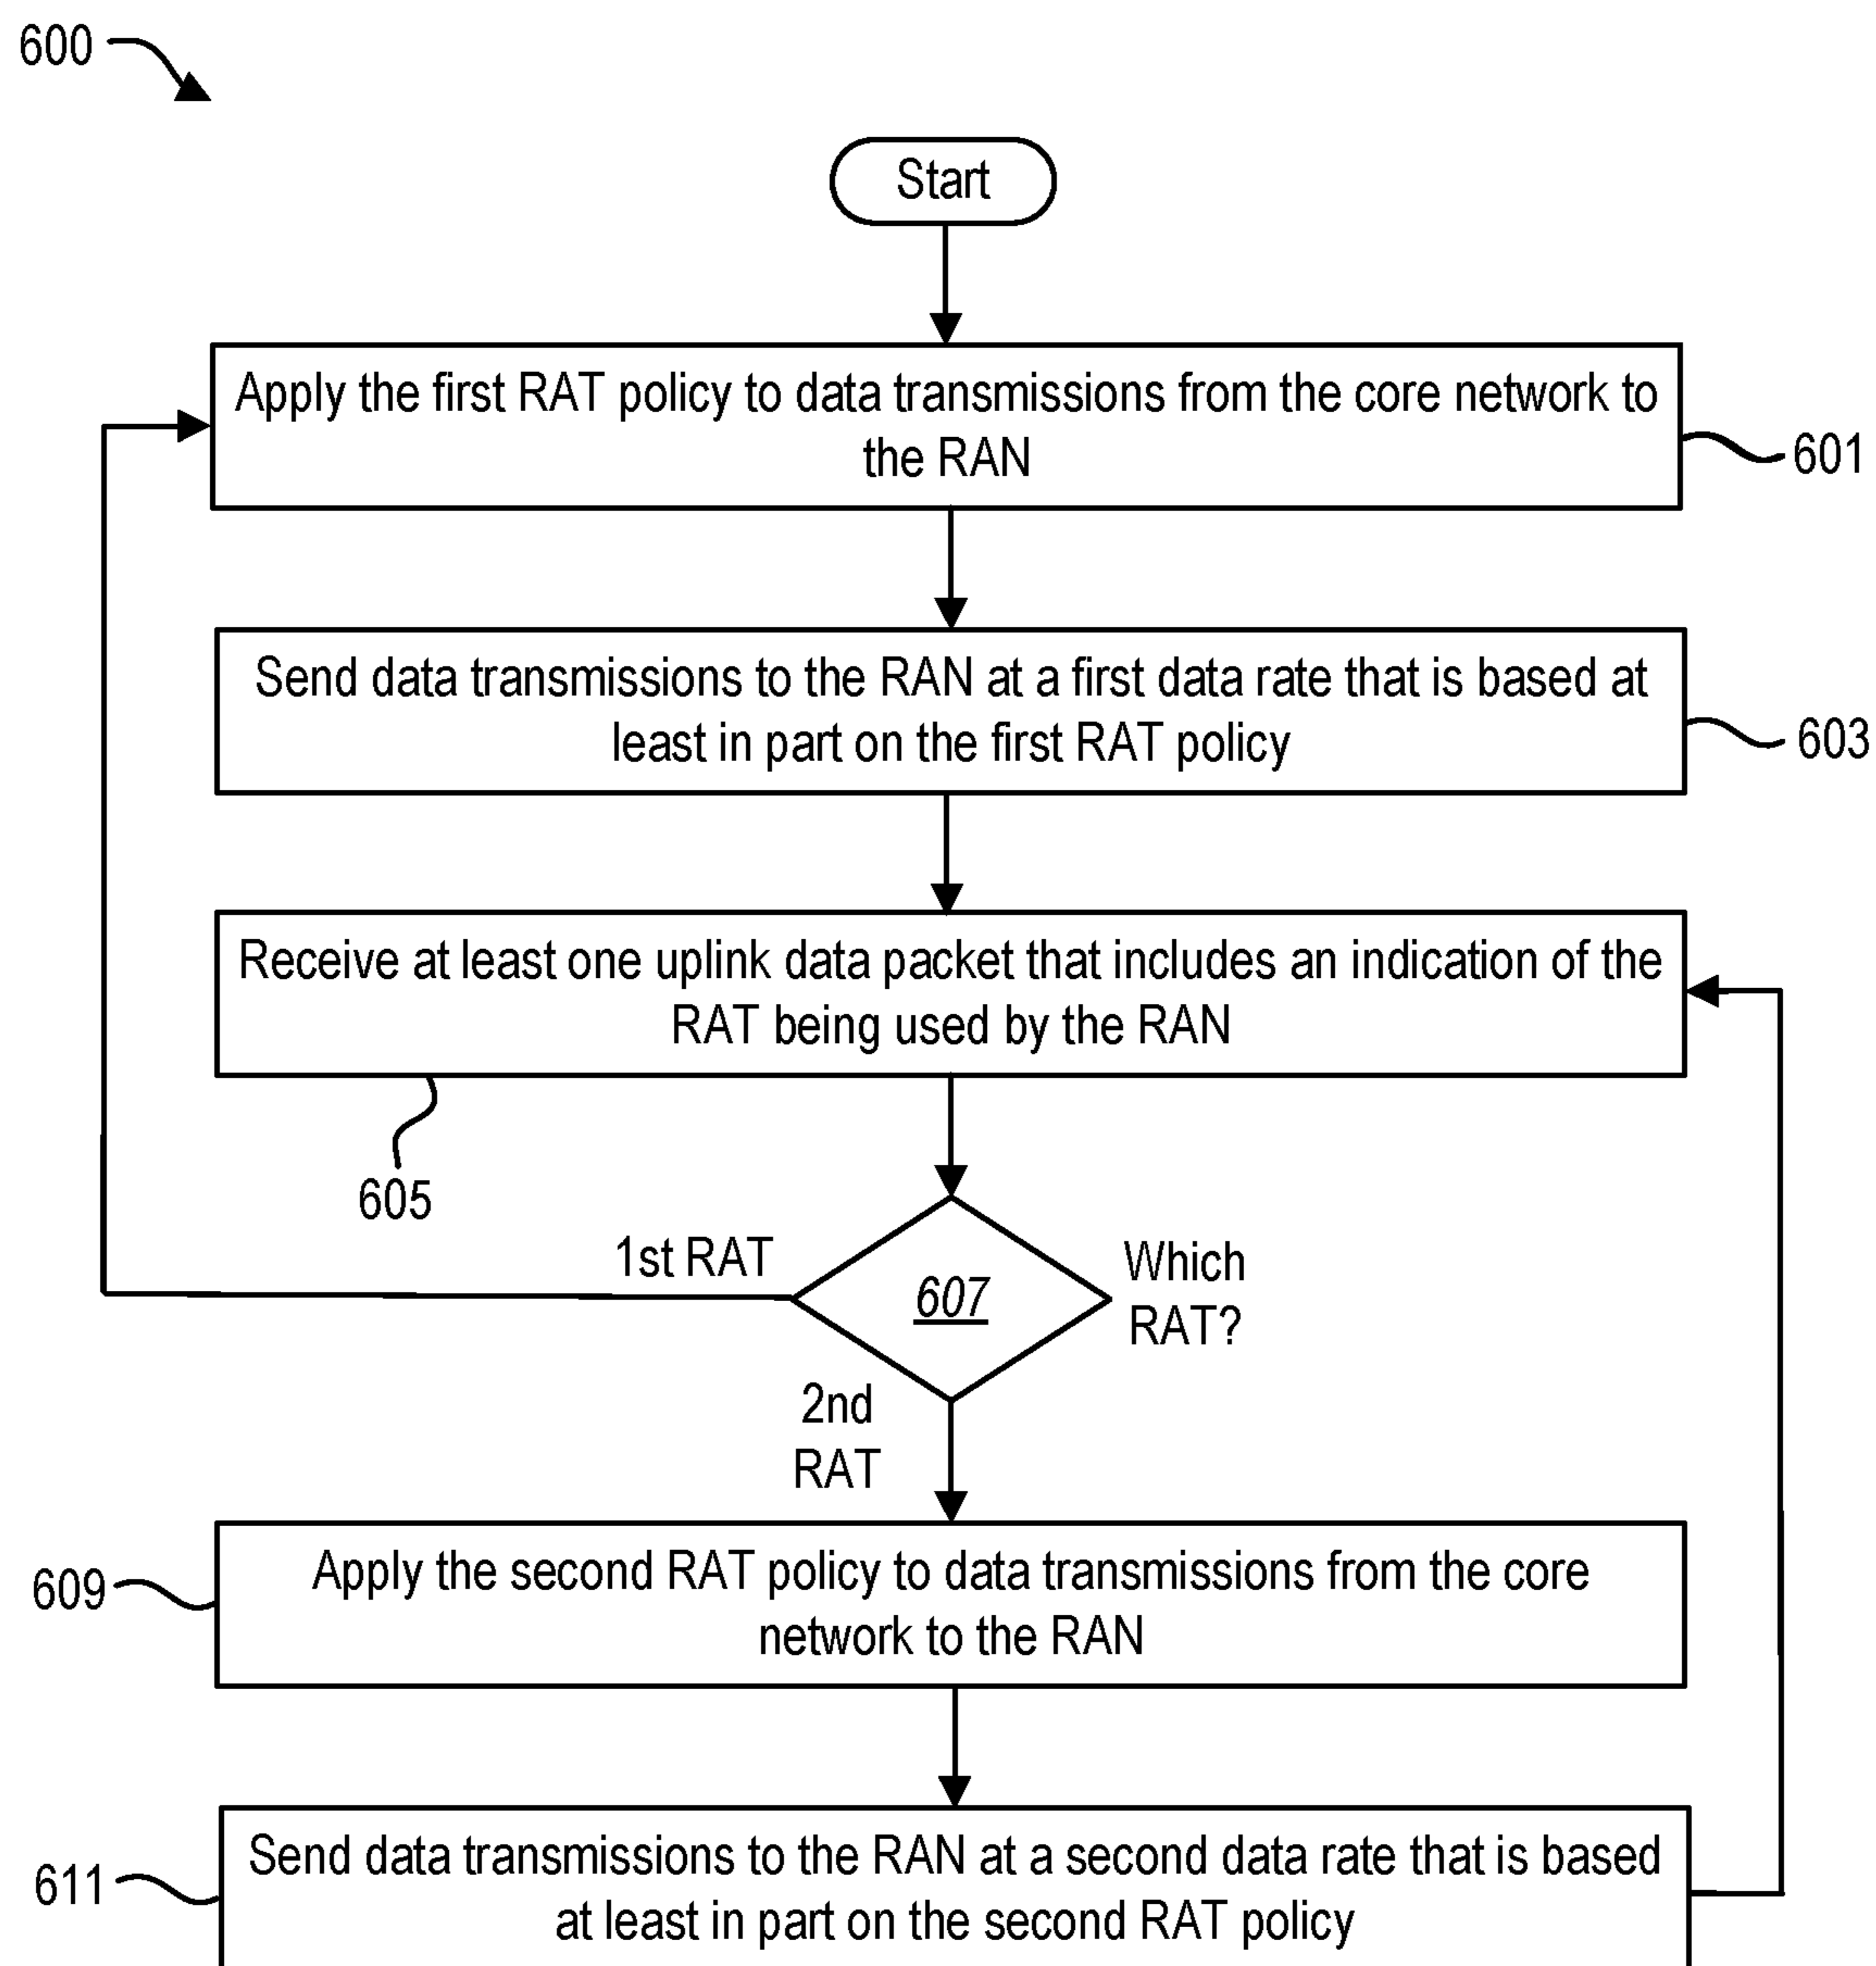 600
Start
Apply the first RAT policy to data transmissions from the core network to
the RAN
601
Send data transmissions to the RAN at a first data rate that is based at
least in part on the first RAT policy
603
Receive at least one uplink data packet that includes an indication of the
RAT being used by the RAN
605
1st RAT
607
Which
RAT?
2nd
RAT
609
Apply the second RAT policy to data transmissions from the core
network to the RAN
611
Send data transmissions to the RAN at a second data rate that is based
at least in part on the second RAT policy